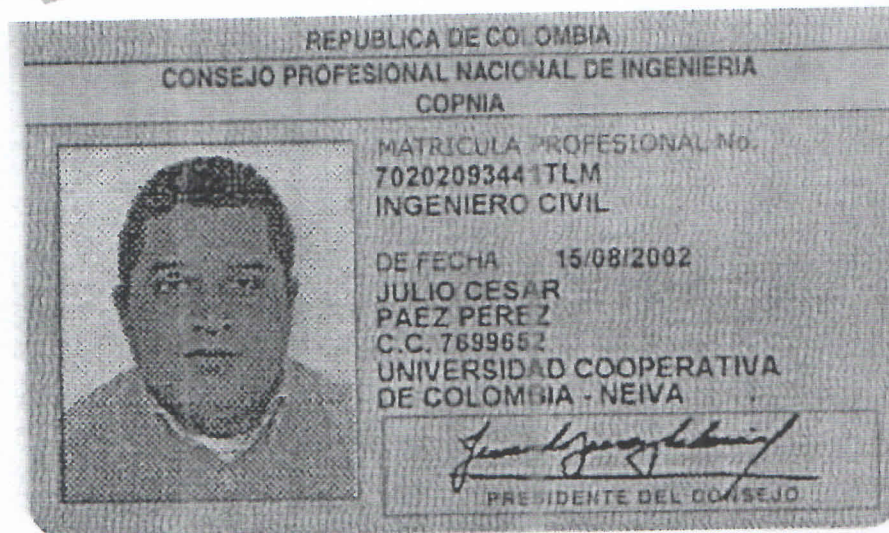 REPUBLICA DE COLOMBIA
CONSEJO PROFESIONAL NACIONAL DE INGENIERIA
COPNIA
MATRICULA PROFESIONAL No.
70202093441TLM
INGENIERO CIVIL
DE FECHA 15/08/2002
JULIO CESAR
PAEZ PEREZ
C.C. 7699652
UNIVERSIDAD COOPERATIVA
DE COLOMBIA - NEIVA
PRESIDENTE DEL CONSEJO